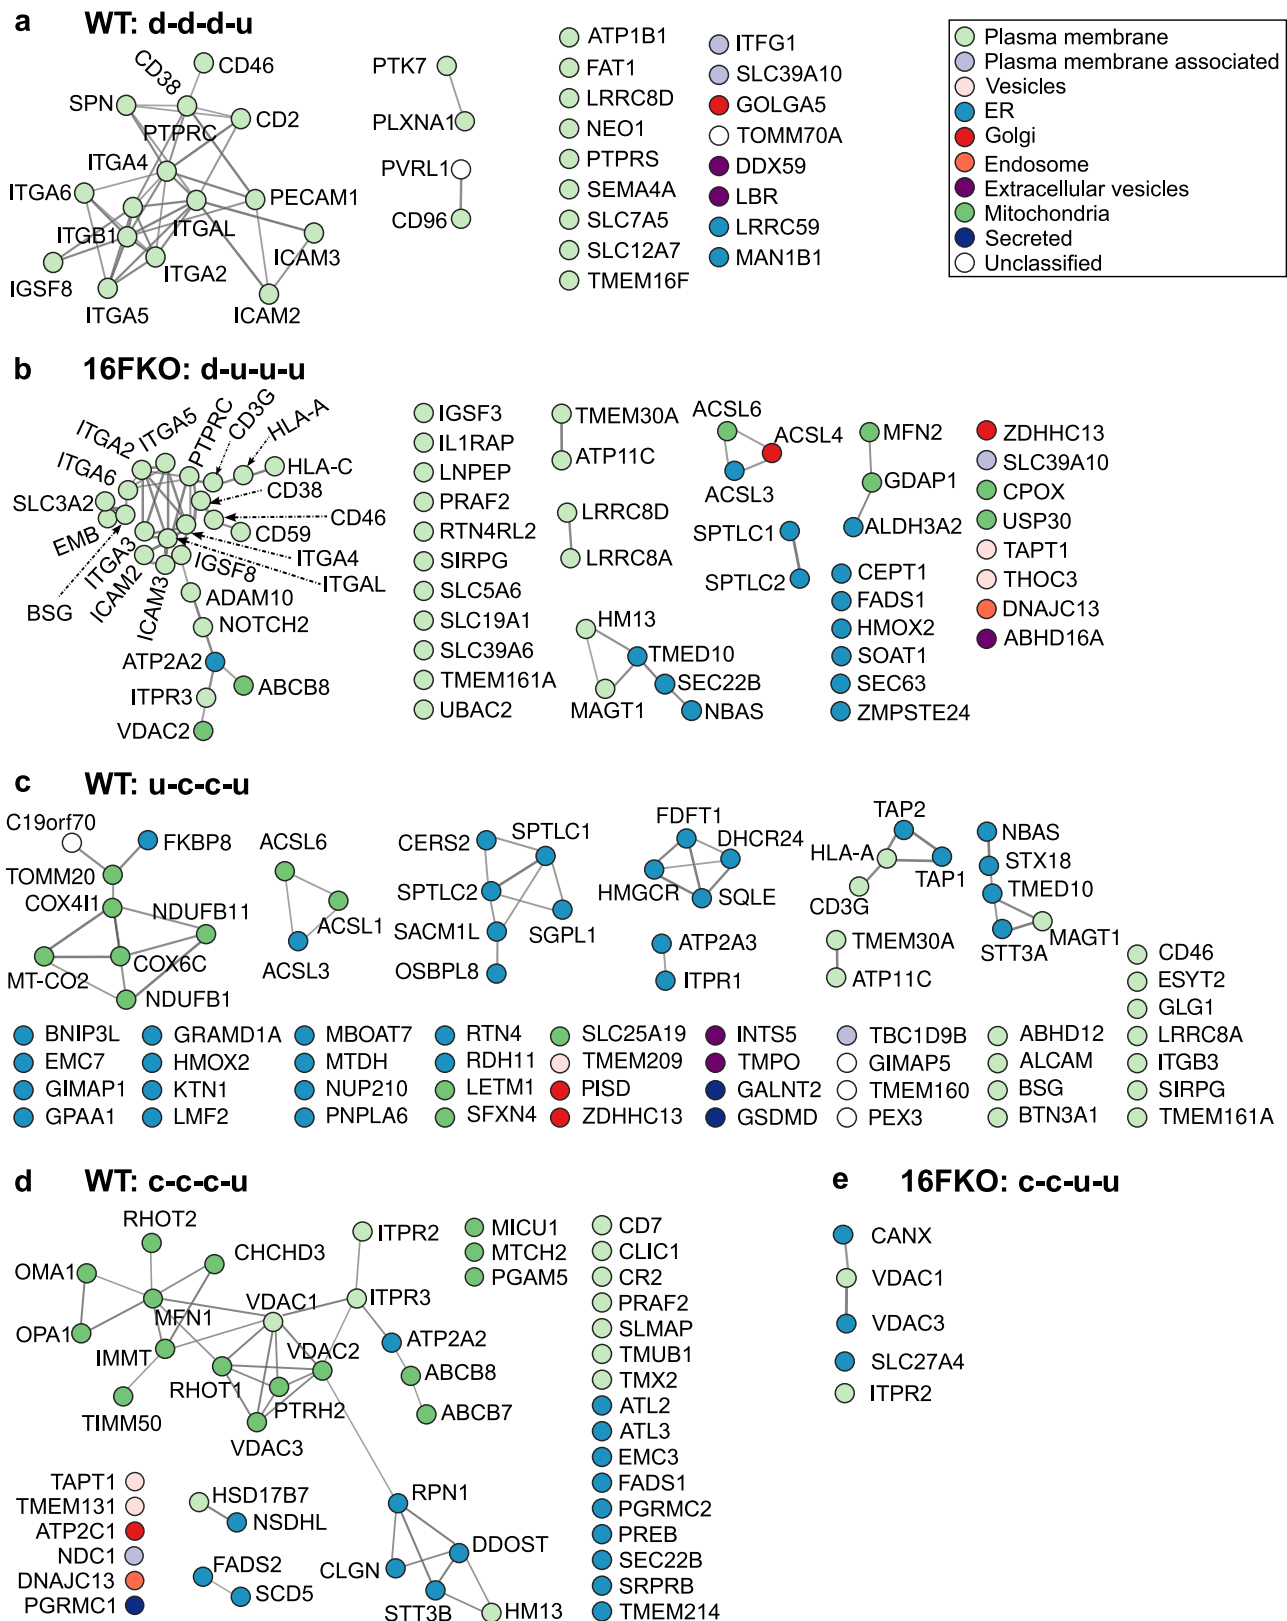 a WT: d-d-d-u
CD38
CD46
SPN
PTPRC
CD2
ITGA4
ITGA6
PECAM1
ITGB1
ITGAL
ICAM3
ITGA2
IGSF8
ITGA5
ICAM2
PTK7
PLXNA1
PVRL1
CD96
ATP1B1
FAT1
LRRC8D
NEO1
PTPRS
SEMA4A
SLC7A5
SLC12A7
TMEM16F
ITFG1
SLC39A10
GOLGA5
TOMM70A
DDX59
LBR
LRRC59
MAN1B1
Plasma membrane
Plasma membrane associated
Vesicles
ER
Golgi
Endosome
Extracellular vesicles
Mitochondria
Secreted
Unclassified
b 16FKO: d-u-u-u
ITGA2
ITGA5
PTPRC
CD3G
HLA-A
ITGA6
HLA-C
SLC3A2
CD38
CD46
EMB
CD59
ITGA3
ITGA4
ICAM2
IGSF8
ITGAL
BSG
ICAM3
ADAM10
NOTCH2
ATP2A2
ABCB8
ITPR3
VDAC2
IGSF3
IL1RAP
LNPEP
PRAF2
RTN4RL2
SIRPG
SLC5A6
SLC19A1
SLC39A6
TMEM161A
UBAC2
TMEM30A
ATP11C
LRRC8D
LRRC8A
HM13
TMED10
SEC22B
MAGT1
NBAS
ACSL6
ACSL4
ACSL3
SPTLC1
SPTLC2
MFN2
GDAP1
ALDH3A2
CEPT1
FADS1
HMOX2
SOAT1
SEC63
ZMPSTE24
ZDHHC13
SLC39A10
CPOX
USP30
TAPT1
THOC3
DNAJC13
ABHD16A
c WT: u-c-c-u
C19orf70
FKBP8
TOMM20
COX4I1
NDUFB11
MT-CO2
COX6C
NDUFB1
ACSL6
ACSL1
ACSL3
CERS2
SPTLC1
SPTLC2
SACM1L
SGPL1
OSBPL8
FDFT1
DHCR24
HMGCR
SQLE
ATP2A3
ITPR1
TAP2
HLA-A
TAP1
CD3G
TMEM30A
ATP11C
NBAS
STX18
TMED10
MAGT1
STT3A
CD46
ESYT2
GLG1
LRRC8A
ITGB3
SIRPG
TMEM161A
BNIP3L
EMC7
GIMAP1
GPAA1
GRAMD1A
HMOX2
KTN1
LMF2
MBOAT7
MTDH
NUP210
PNPLA6
RTN4
RDH11
LETM1
SFXN4
SLC25A19
TMEM209
PISD
ZDHHC13
INTS5
TMPO
GALNT2
GSDMD
TBC1D9B
GIMAP5
TMEM160
PEX3
ABHD12
ALCAM
BSG
BTN3A1
d WT: c-c-c-u
RHOT2
CHCHD3
OMA1
MFN1
OPA1
IMMT
TIMM50
VDAC1
VDAC2
RHOT1
PTRH2
VDAC3
ITPR2
ITPR3
ATP2A2
ABCB8
ABCB7
MICU1
MTCH2
PGAM5
CD7
CLIC1
CR2
PRAF2
SLMAP
TMUB1
TMX2
ATL2
ATL3
EMC3
FADS1
PGRMC2
PREB
SEC22B
SRPRB
TMEM214
TAPT1
TMEM131
ATP2C1
NDC1
DNAJC13
PGRMC1
HSD17B7
NSDHL
FADS2
SCD5
RPN1
DDOST
CLGN
STT3B
HM13
e 16FKO: c-c-u-u
CANX
VDAC1
VDAC3
SLC27A4
ITPR2